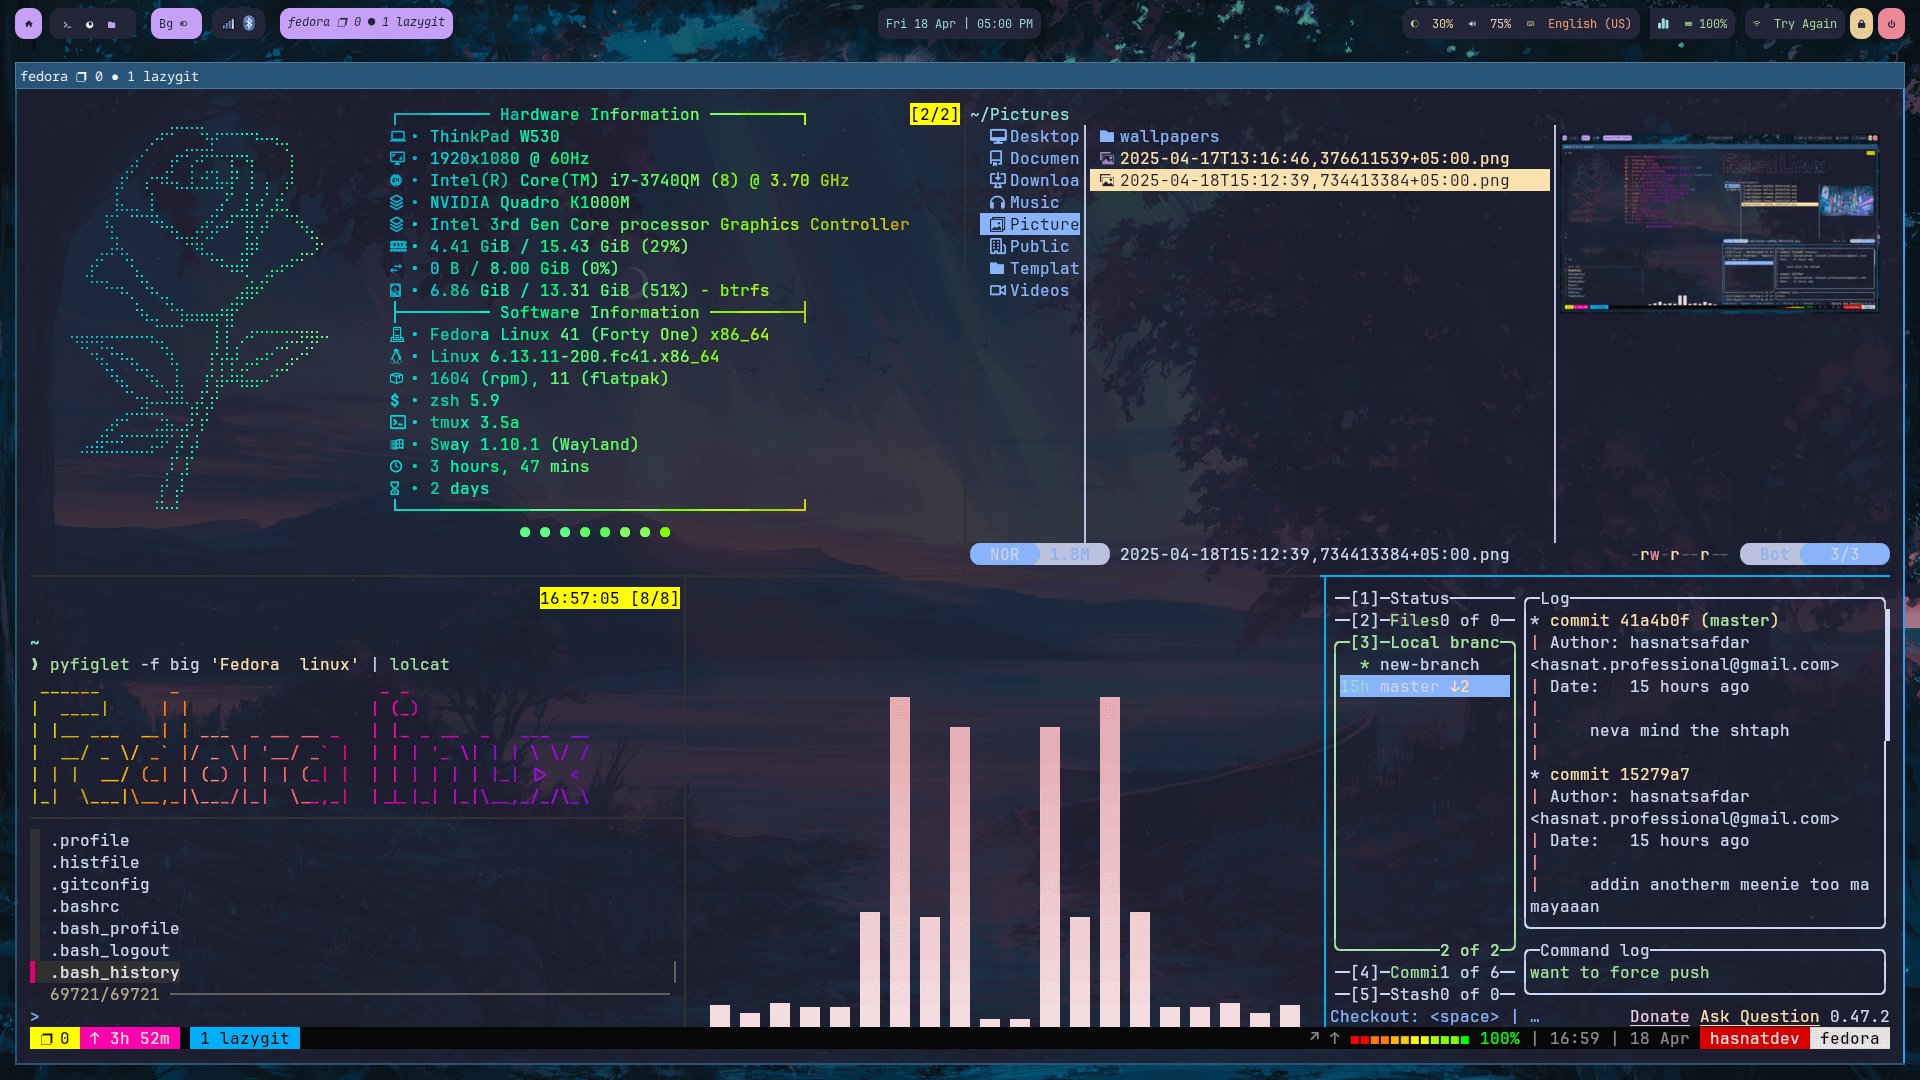 Bg
fedora 0 ● 1 lazygit
Fri 18 Apr | 05:00 PM
30% 75% English (US)
100%
Try Again
fedora 0 ● 1 lazygit
Hardware Information
ThinkPad W530
1920x1080 @ 60Hz
Intel(R) Core(TM) i7-3740QM (8) @ 3.70 GHz
NVIDIA Quadro K1000M
Intel 3rd Gen Core processor Graphics Controller
4.41 GiB / 15.43 GiB (29%)
0 B / 8.00 GiB (0%)
6.86 GiB / 13.31 GiB (51%) - btrfs
Software Information
Fedora Linux 41 (Forty One) x86_64
Linux 6.13.11-200.fc41.x86_64
1604 (rpm), 11 (flatpak)
zsh 5.9
tmux 3.5a
Sway 1.10.1 (Wayland)
3 hours, 47 mins
2 days
[2/2] ~/Pictures
Desktop
Documen
Downloa
Music
Picture
Public
Templat
Videos
wallpapers
2025-04-17T13:16:46,376611539+05:00.png
2025-04-18T15:12:39,734413384+05:00.png
NOR 1.8M 2025-04-18T15:12:39,734413384+05:00.png -rw-r--r-- Bot 3/3
16:57:05 [8/8]
~
❯ pyfiglet -f big 'Fedora  linux' | lolcat
Fedora linux
.profile
.histfile
.gitconfig
.bashrc
.bash_profile
.bash_logout
.bash_history
69721/69721
>
[1]─Status
[2]─Files0 of 0
[3]─Local branc
* new-branch
15h master ↓2
2 of 2
[4]─Commi1 of 6
[5]─Stash0 of 0
Log
* commit 41a4b0f (master)
| Author: hasnatsafdar
<hasnat.professional@gmail.com>
| Date:   15 hours ago
|
|     neva mind the shtaph
|
* commit 15279a7
| Author: hasnatsafdar
<hasnat.professional@gmail.com>
| Date:   15 hours ago
|
|     addin anotherm meenie too ma
mayaaan
Command log
want to force push
Checkout: <space> | … Donate Ask Question 0.47.2
0 ↑ 3h 52m 1 lazygit
↗ ↑ 100% | 16:59 | 18 Apr hasnatdev fedora